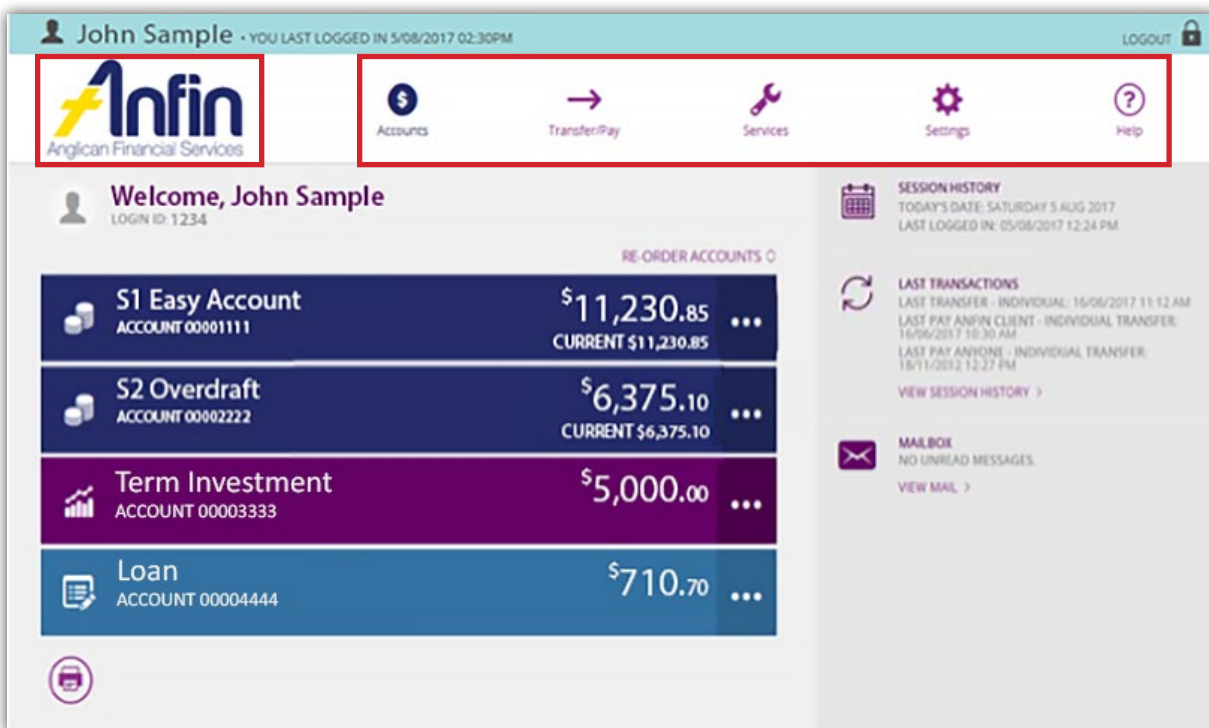 John Sample • YOU LAST LOGGED IN 5/08/2017 02:30PM
LOGOUT
Anfin
Anglican Financial Services
Accounts
Transfer/Pay
Services
Settings
Help
Welcome, John Sample
LOGIN ID: 1234
RE-ORDER ACCOUNTS
S1 Easy Account
ACCOUNT 00001111
$11,230.85
CURRENT $11,230.85
S2 Overdraft
ACCOUNT 00002222
$6,375.10
CURRENT $6,375.10
Term Investment
ACCOUNT 00003333
$5,000.00
Loan
ACCOUNT 00004444
$710.70
SESSION HISTORY
TODAY'S DATE: SATURDAY 5 AUG 2017
LAST LOGGED IN: 05/08/2017 12:24 PM
LAST TRANSACTIONS
LAST TRANSFER - INDIVIDUAL: 16/06/2017 11:12 AM
LAST PAY ANFIN CLIENT - INDIVIDUAL TRANSFER:
16/06/2017 10:30 AM
LAST PAY ANYONE - INDIVIDUAL TRANSFER:
18/11/2012 12:27 PM
VIEW SESSION HISTORY >
MAILBOX
NO UNREAD MESSAGES.
VIEW MAIL >